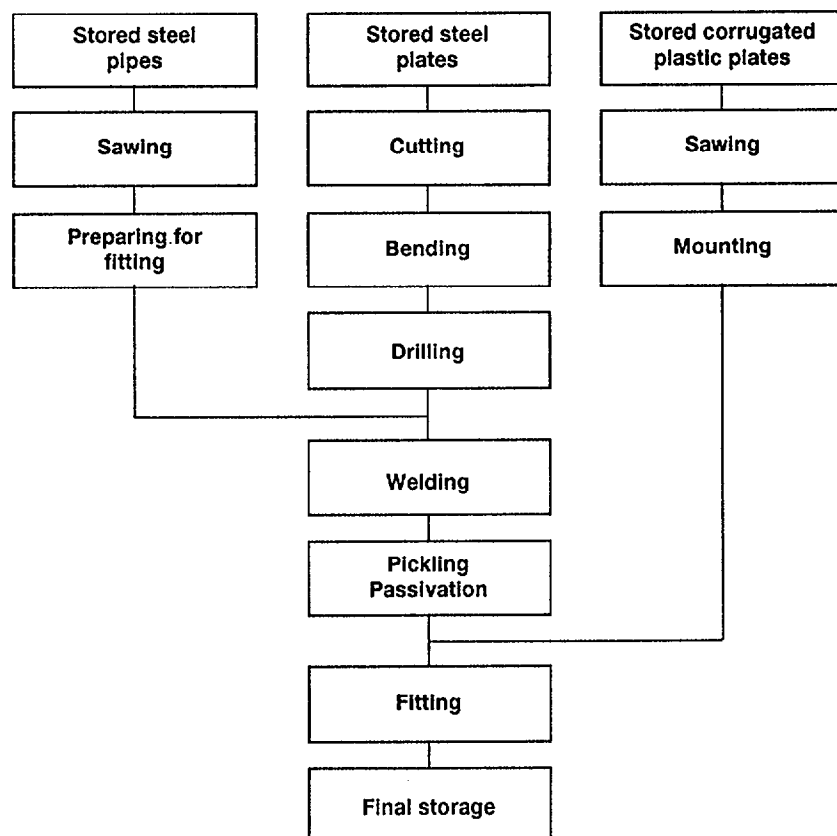 Stored steel
pipes
Stored steel
plates
Stored corrugated
plastic plates
Sawing
Cutting
Sawing
Preparing.for
fitting
Bending
Mounting
Drilling
Welding
Pickling
Passivation
Fitting
Final storage